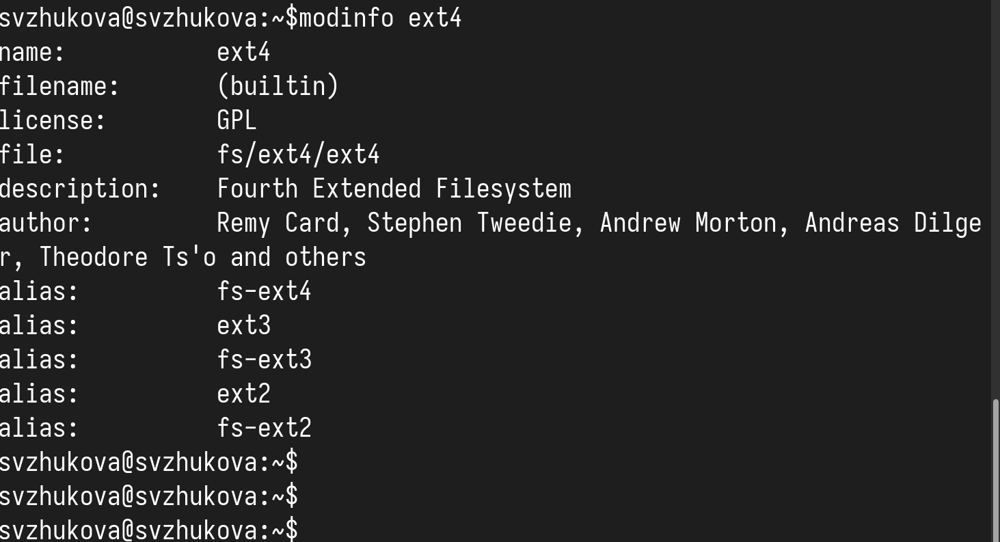 svzhukova@svzhukova:~$modinfo ext4
name:           ext4
filename:       (builtin)
license:        GPL
file:           fs/ext4/ext4
description:    Fourth Extended Filesystem
author:         Remy Card, Stephen Tweedie, Andrew Morton, Andreas Dilge
r, Theodore Ts'o and others
alias:          fs-ext4
alias:          ext3
alias:          fs-ext3
alias:          ext2
alias:          fs-ext2
svzhukova@svzhukova:~$
svzhukova@svzhukova:~$
svzhukova@svzhukova:~$